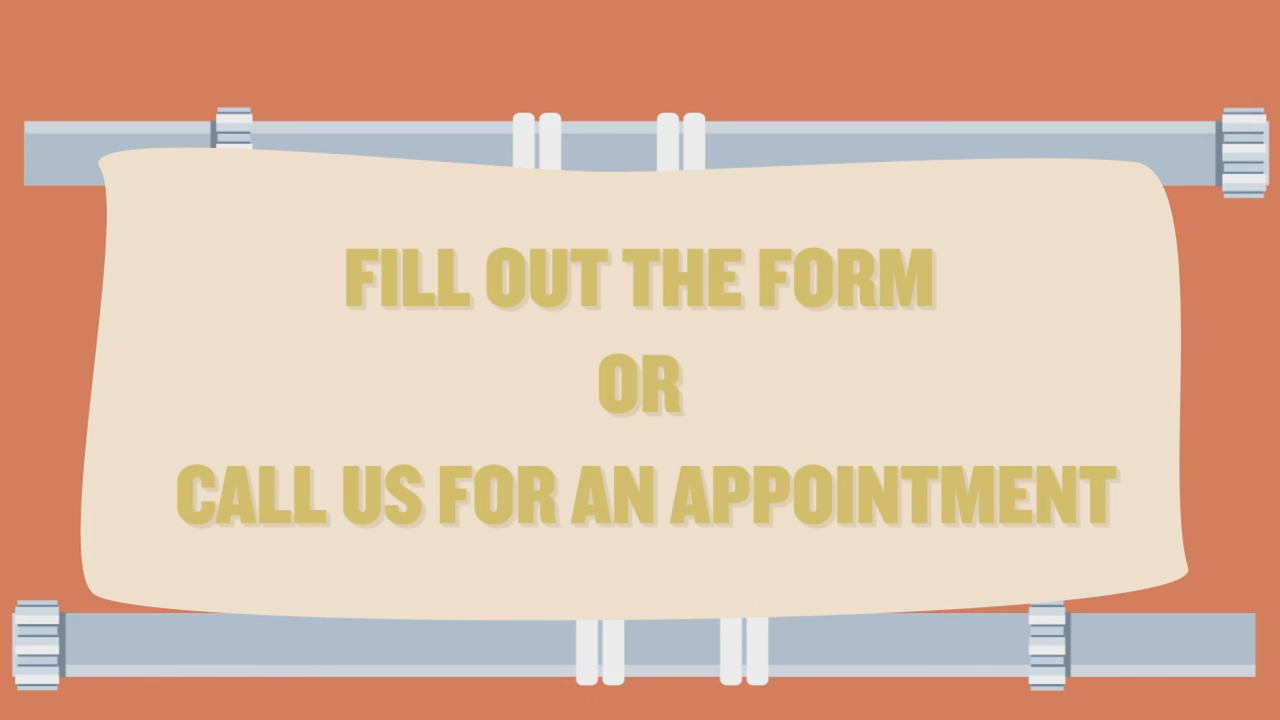 FILL OUT THE FORM
OR
CALL US FOR AN APPOINTMENT